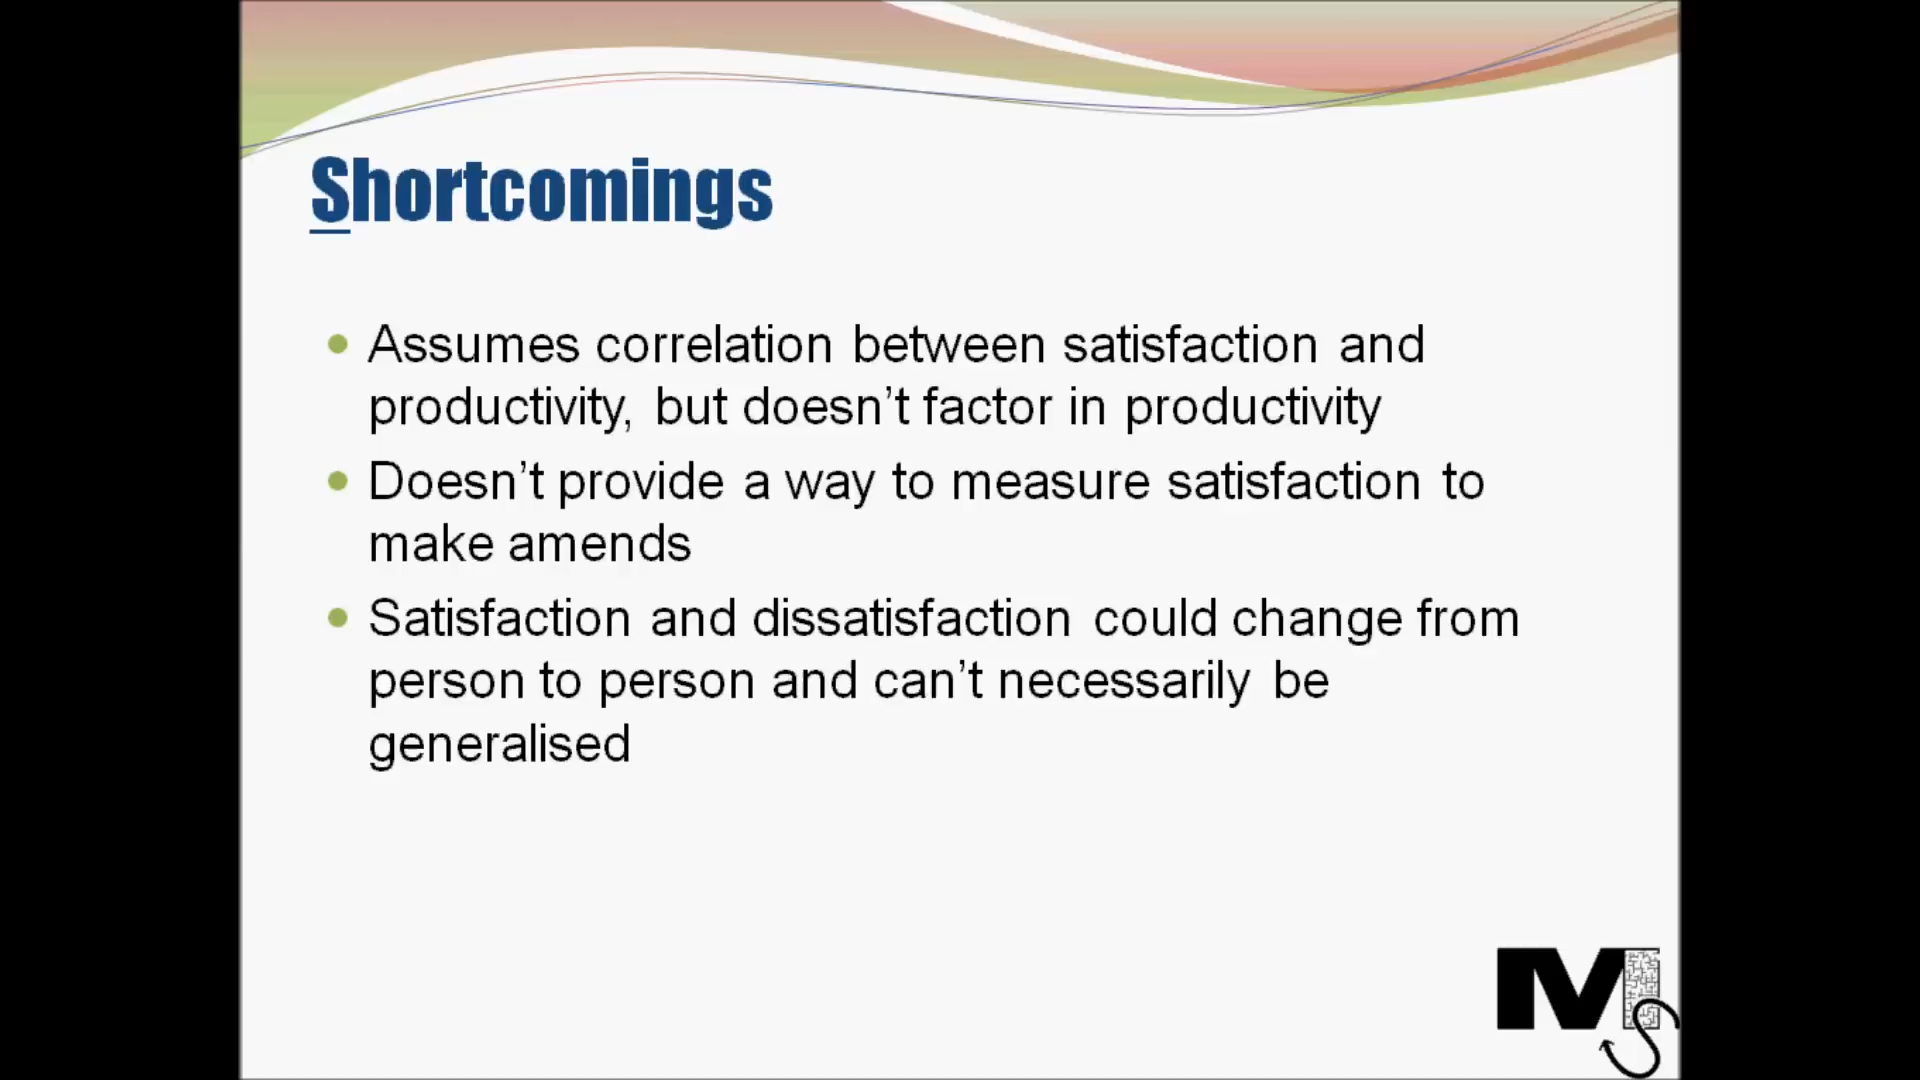 Shortcomings
Assumes correlation between satisfaction and
productivity, but doesn't factor in productivity
Doesn't provide a way to measure satisfaction to
make amends
Satisfaction and dissatisfaction could change from
person to person and can't necessarily be
generalised
MS